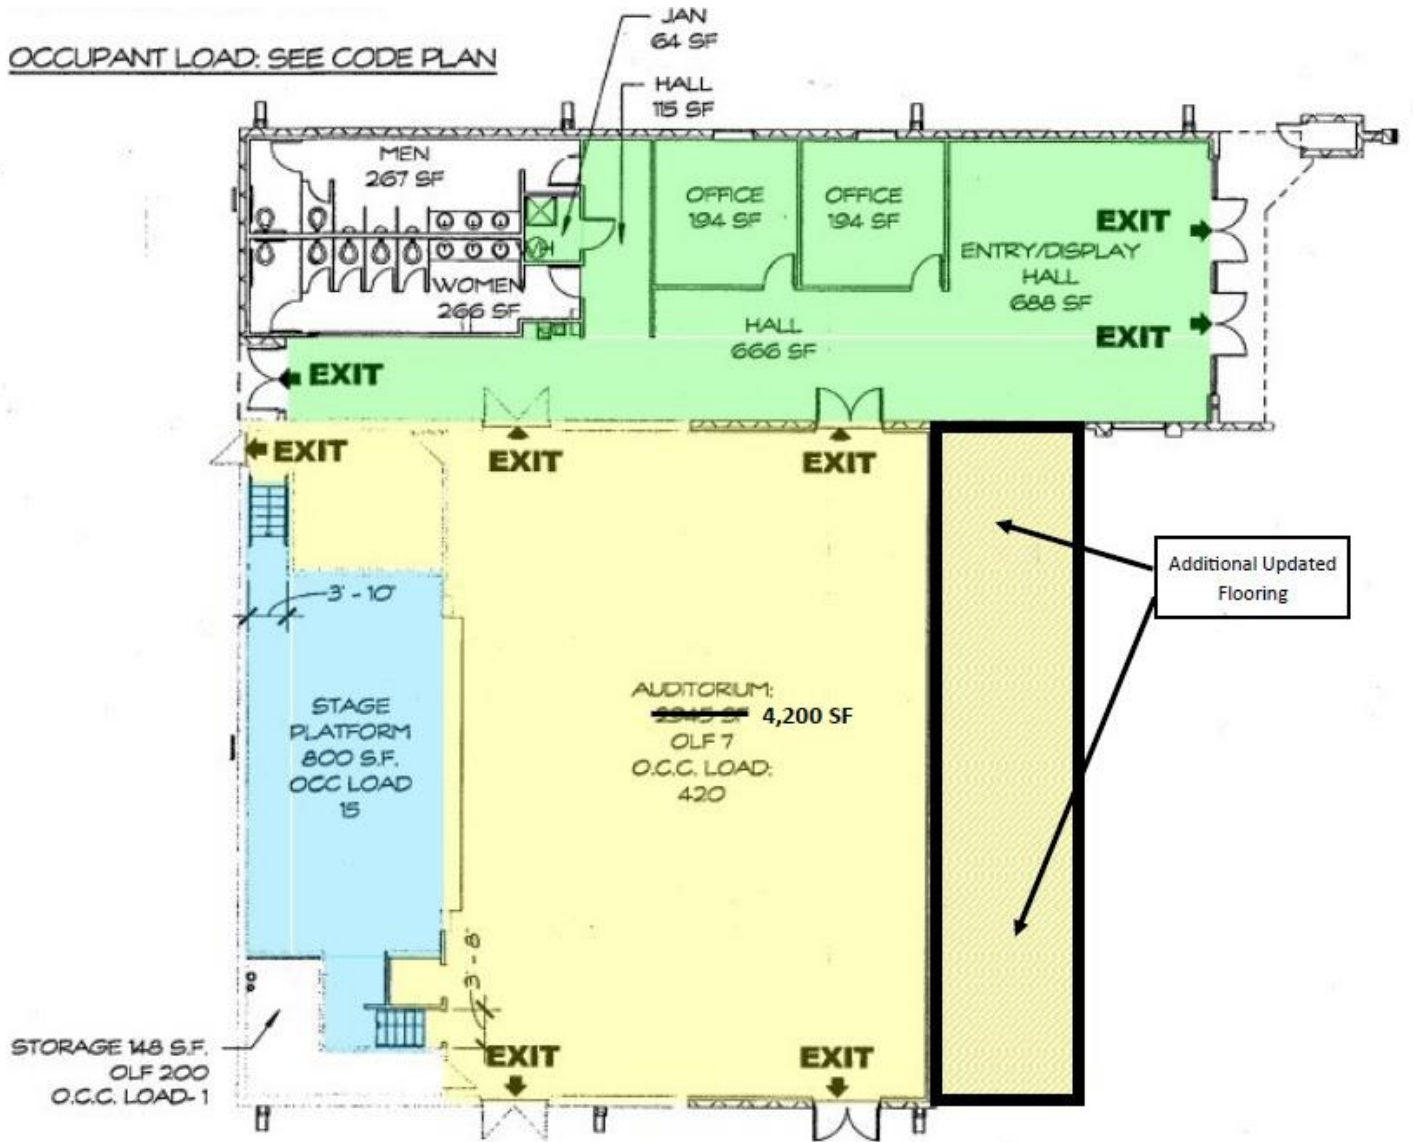 OCCUPANT LOAD: SEE CODE PLAN
JAN
64 SF
HALL
115 SF
MEN
267 SF
OFFICE
194 SF
OFFICE
194 SF
EXIT
ENTRY/DISPLAY
HALL
688 SF
WH
WOMEN
266 SF
HALL
666 SF
EXIT
EXIT
EXIT
EXIT
EXIT
Additional Updated
Flooring
3' - 10"
STAGE
PLATFORM
800 S.F.
OCC LOAD
15
AUDITORIUM:
2945 SF 4,200 SF
OLF 7
O.C.C. LOAD:
420
3' - 8"
STORAGE 148 S.F.
OLF 200
O.C.C. LOAD- 1
EXIT
EXIT